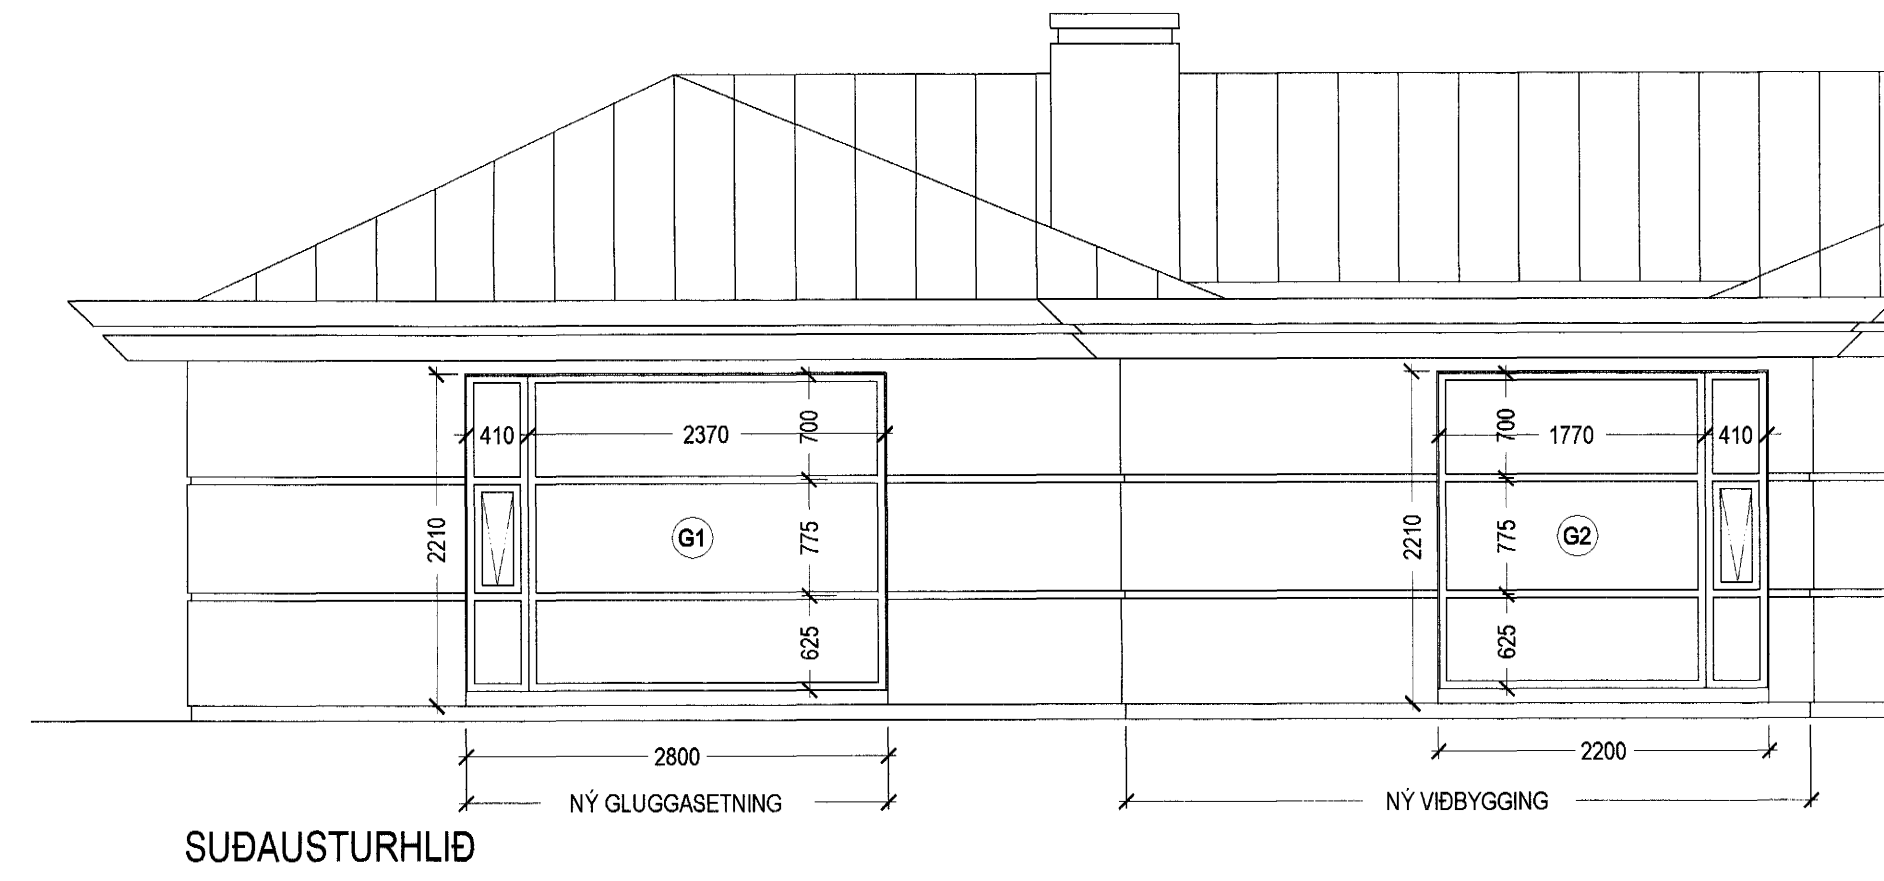 410
2370
700
2210
G1
775
625
2800
NÝ GLUGGASETNING
700
1770
410
2210
775
G2
625
2200
NÝ VIÐBYGGING
SUÐAUSTURHLIÐ